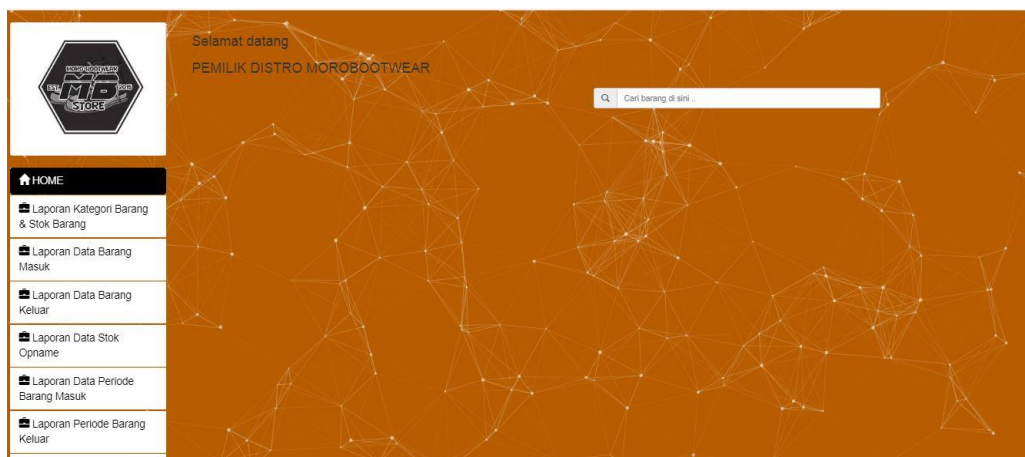 MORO BOOTWEAR
EST.
MB
2015
STORE
Selamat datang
PEMILIK DISTRO MOROBOOTWEAR
Cari barang di sini ..
HOME
Laporan Kategori Barang
& Stok Barang
Laporan Data Barang
Masuk
Laporan Data Barang
Keluar
Laporan Data Stok
Opname
Laporan Data Periode
Barang Masuk
Laporan Periode Barang
Keluar